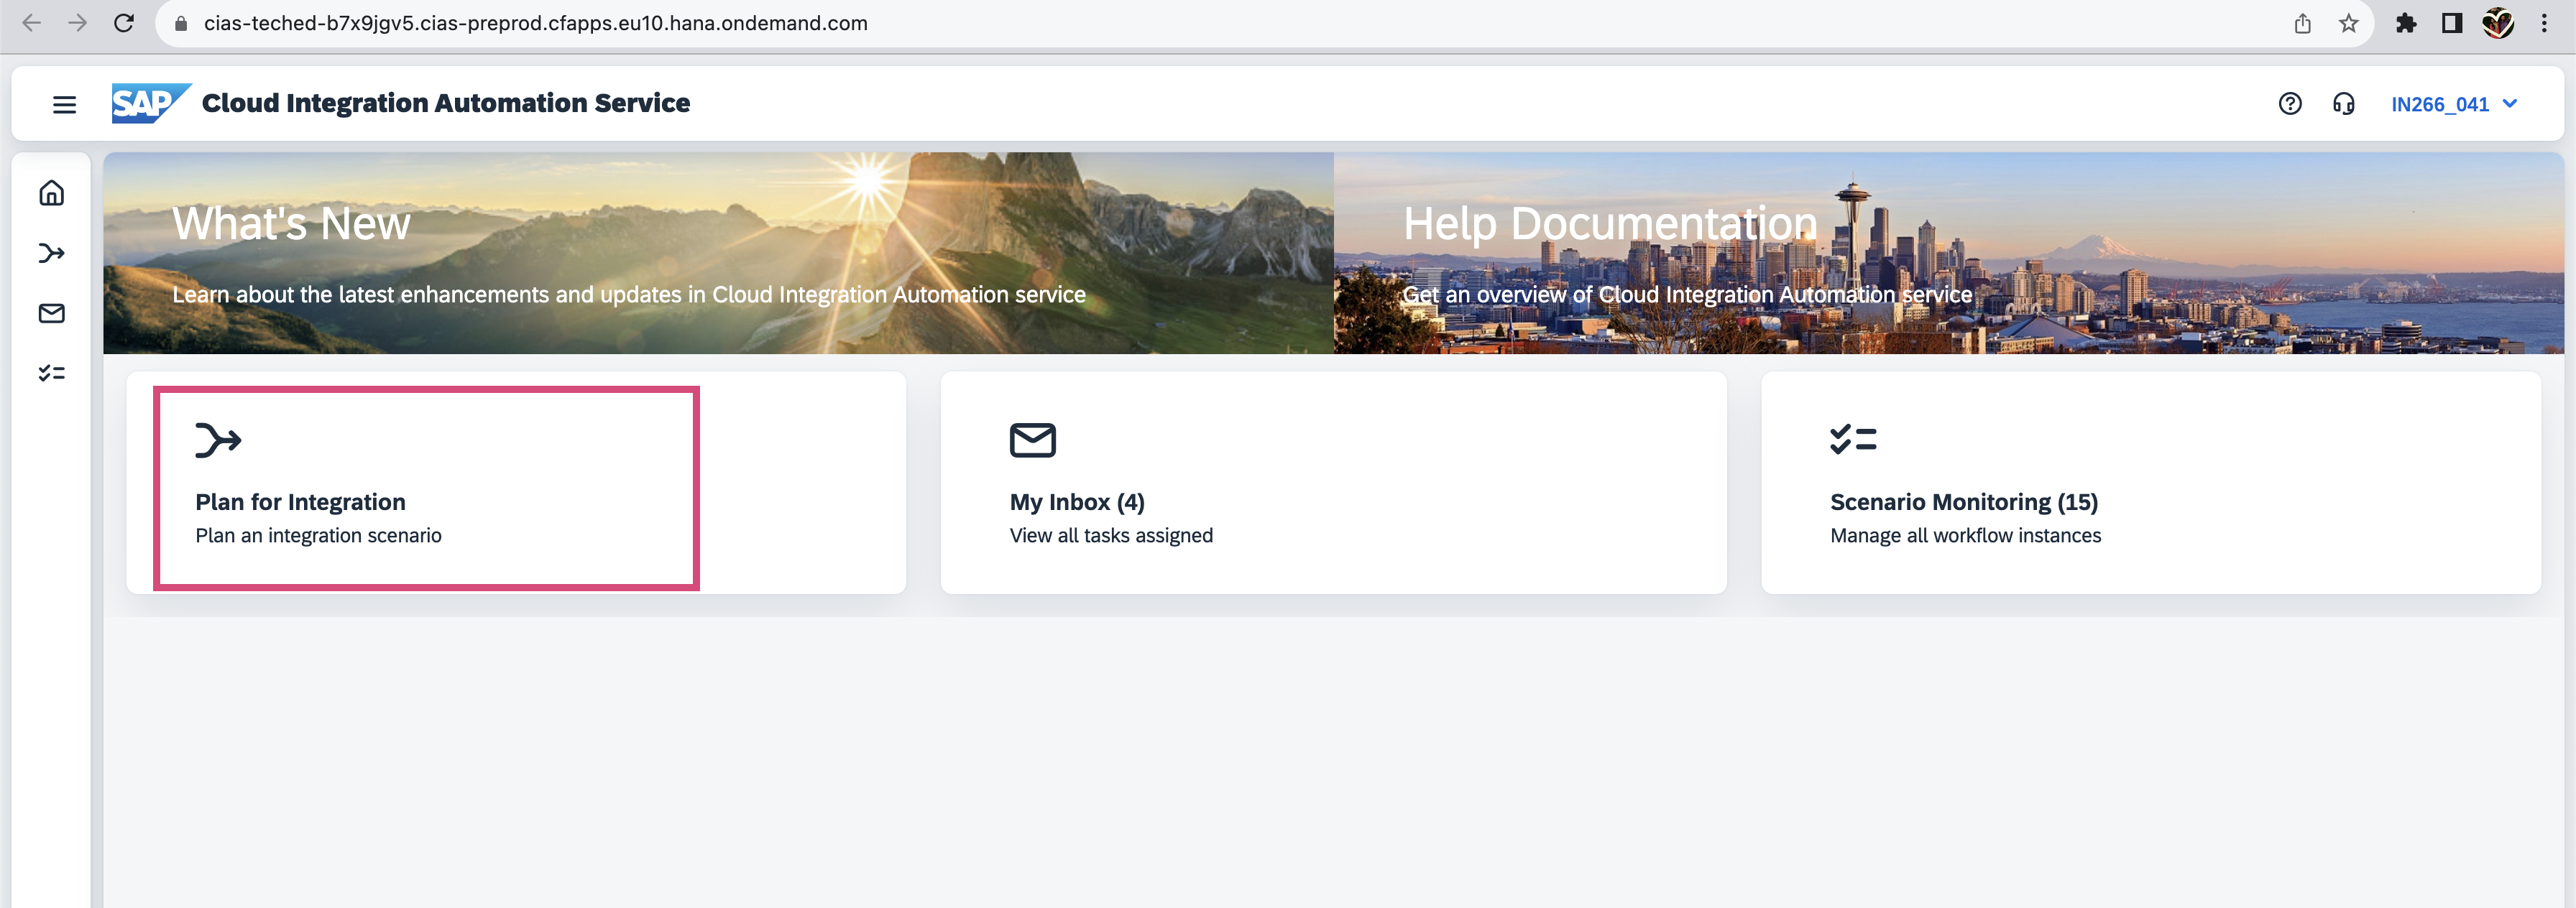 cias-teched-b7x9jgv5.cias-preprod.cfapps.eu10.hana.ondemand.com
SAP Cloud Integration Automation Service
IN266_041
What's New
Learn about the latest enhancements and updates in Cloud Integration Automation service
Help Documentation
Get an overview of Cloud Integration Automation service
Plan for Integration
Plan an integration scenario
My Inbox (4)
View all tasks assigned
Scenario Monitoring (15)
Manage all workflow instances